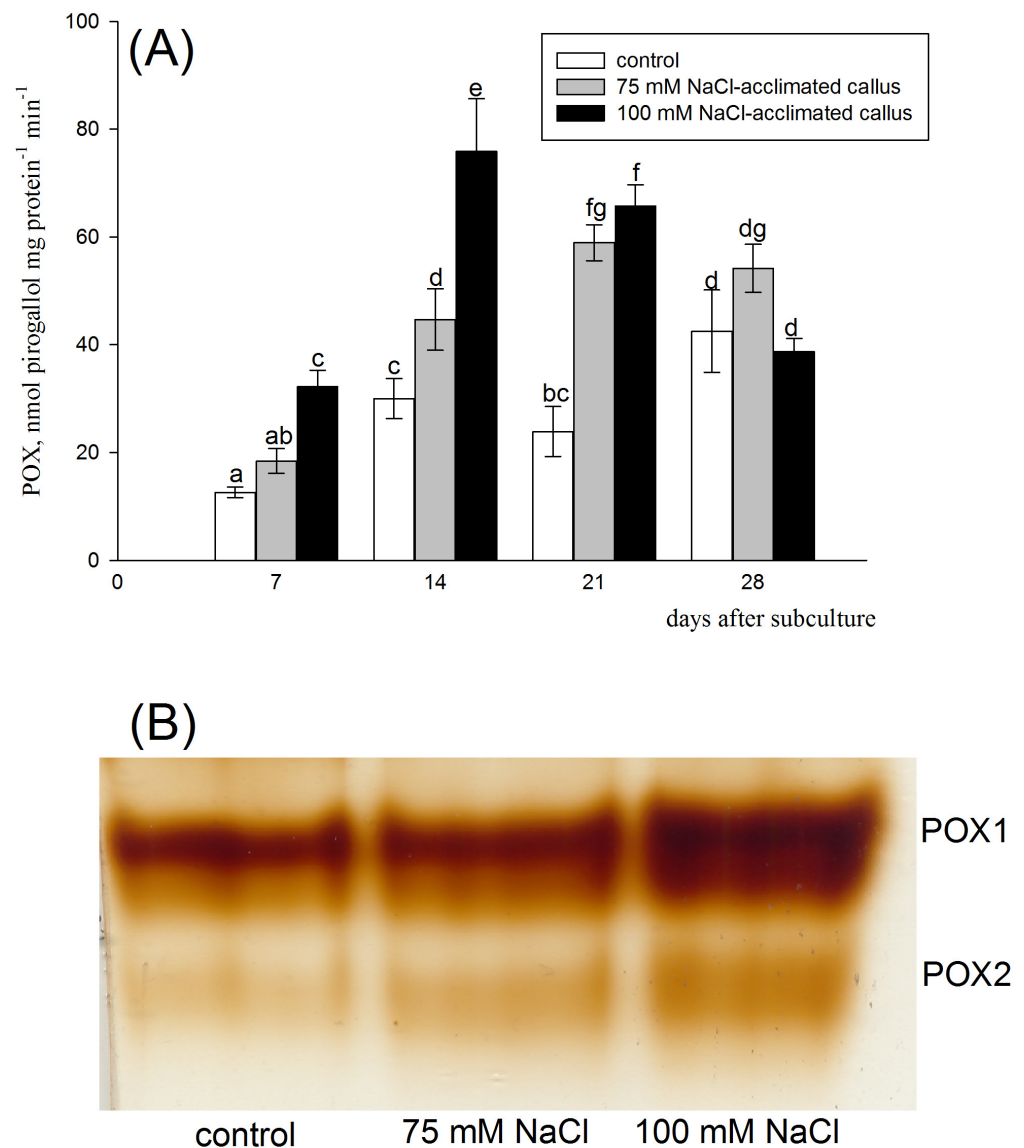 (A)
100
80
60
40
20
0
POX, nmol pirogallol mg protein⁻¹ min⁻¹
control
75 mM NaCl-acclimated callus
100 mM NaCl-acclimated callus
a
ab
c
c
d
e
bc
fg
f
d
dg
d
0 7 14 21 28
days after subculture
(B)
POX1
POX2
control 75 mM NaCl 100 mM NaCl